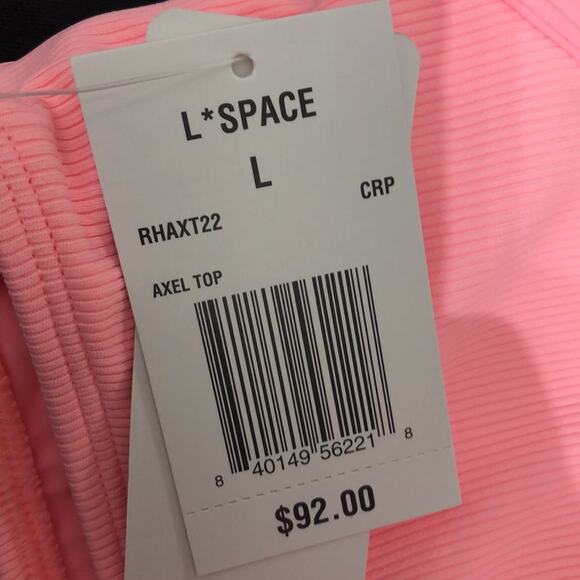 L*SPACE
L
RHAXT22 CRP
AXEL TOP
8 40149 56221 8
$92.00